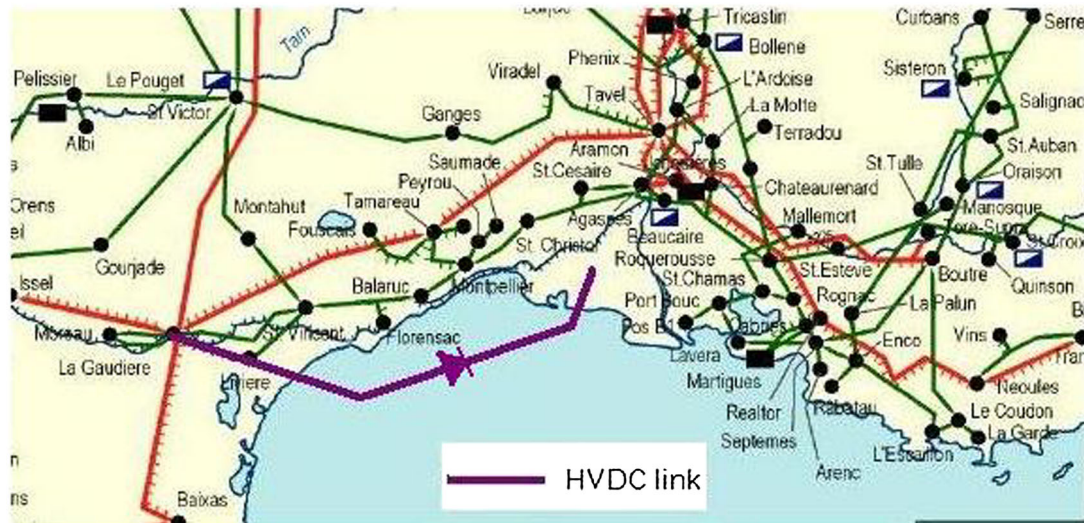 Tricastin
Curbans
Serre
Tarn
Phenix
Bollene
Sisteron
Pelissier
Le Pouget
Viradel
L'Ardoise
Tavel
La Motte
Salignac
St Victor
Ganges
Terradou
Albi
Aramon
St.Auban
Saumade
St.Cesaire
St.Tulle
Oraison
Peyrou
Chateaurenard
Orens
Montahut
Tamareau
Agasses
Mallemort
Manosque
Fouscais
St. Christol
Beaucaire
Gourjade
Roquerousse
St.Esteve
Boutre
Issel
Balaruc
Montpellier
St.Chamas
Quinson
Port Bouc
Rognac
La Palun
Moreau
Florensac
Vins
La Gaudiere
Liviere
Lavera
Enco
Martigues
Neoules
Realtor
Rabatau
Le Coudon
Septemes
La Garde
HVDC link
L'Escaillon
Arenc
Baixas